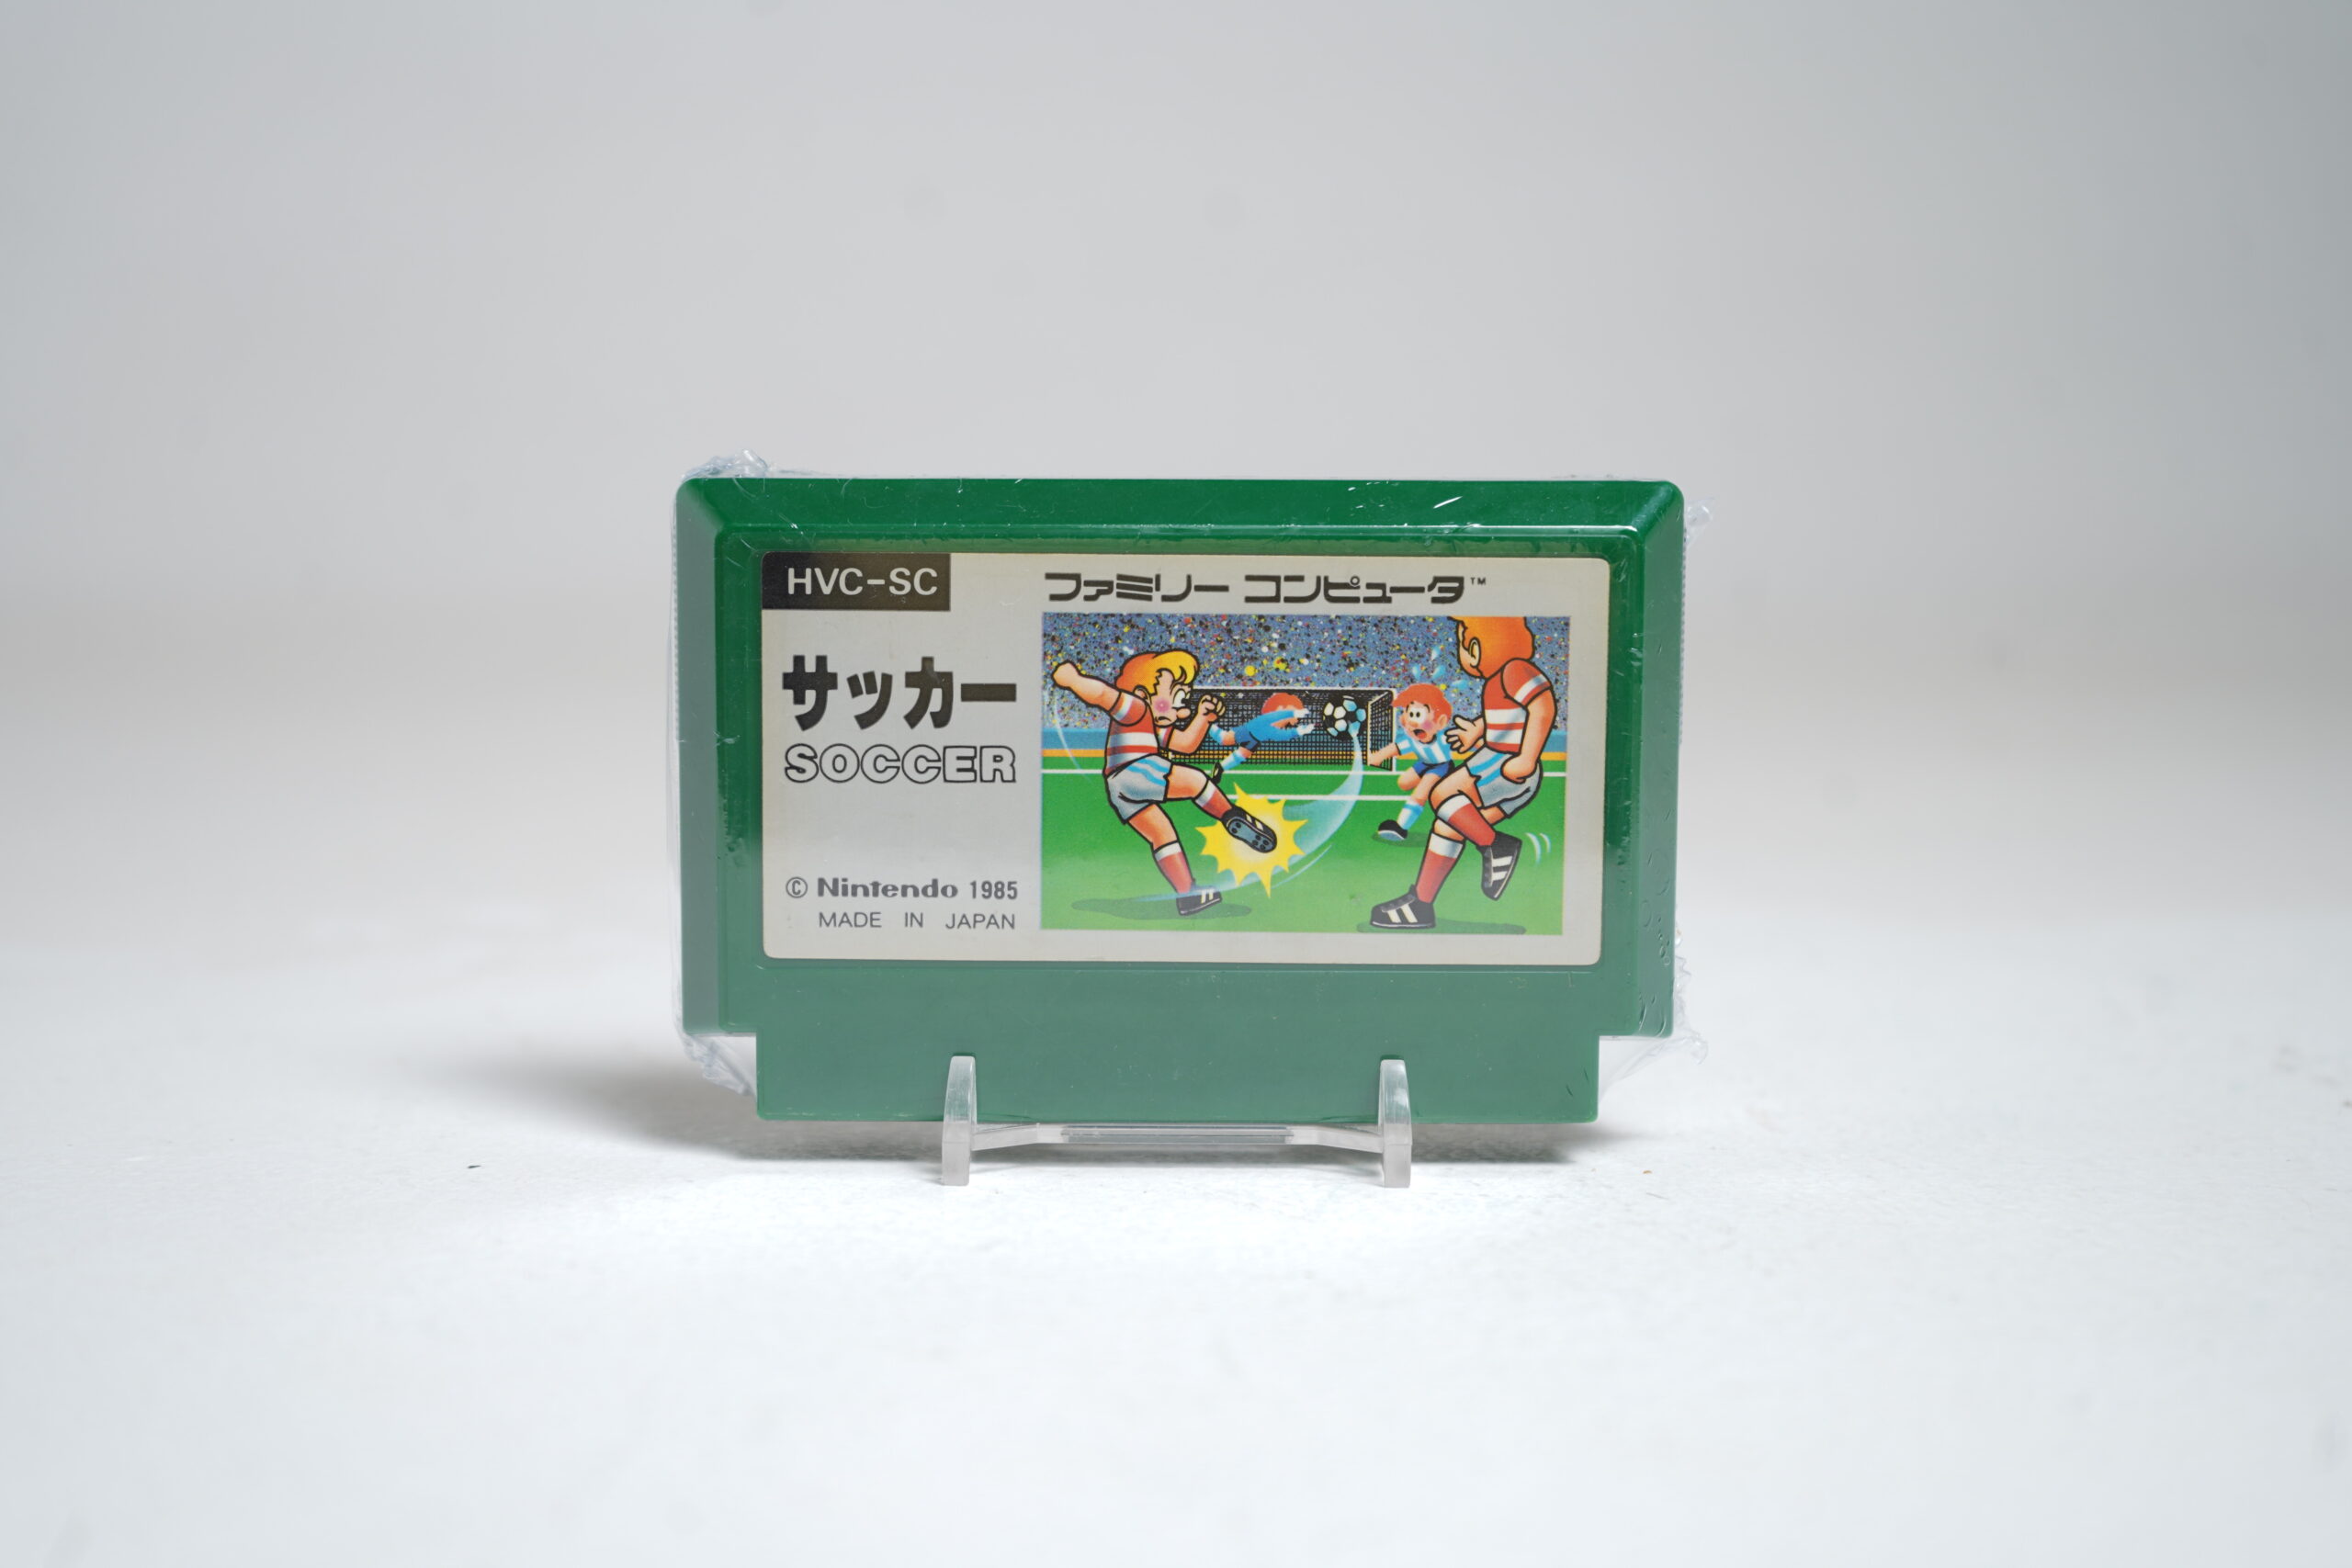 HVC-SC
ファミリー コンピュータ™
サッカー
SOCCER
© Nintendo 1985
MADE IN JAPAN